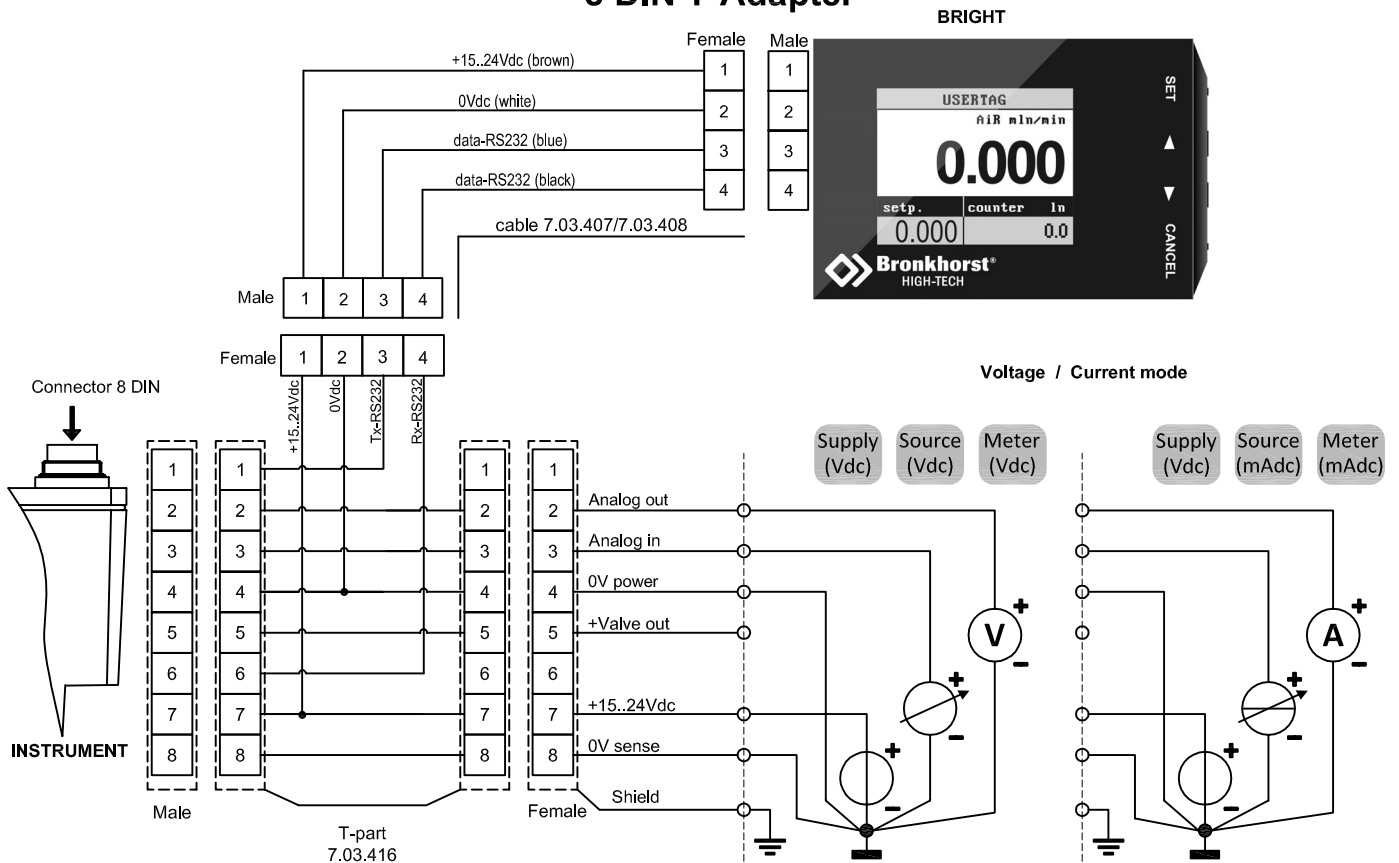 8 DIN T-Adapter
BRIGHT
Female
Male
+15..24Vdc (brown)
1
1
0Vdc (white)
2
2
data-RS232 (blue)
3
3
data-RS232 (black)
4
4
cable 7.03.407/7.03.408
USERTAG
AiR mln/min
0.000
setp.
counter ln
0.000
0.0
Bronkhorst®
HIGH-TECH
SET
▲
▼
CANCEL
Male
1 2 3 4
Female
1 2 3 4
+15..24Vdc
0Vdc
Tx-RS232
Rx-RS232
Connector 8 DIN
INSTRUMENT
Voltage / Current mode
Supply
(Vdc)
Source
(Vdc)
Meter
(Vdc)
Supply
(Vdc)
Source
(mAdc)
Meter
(mAdc)
1 1 1 1
2 2 2 2 Analog out
3 3 3 3 Analog in
4 4 4 4 0V power
5 5 5 5 +Valve out
6 6 6 6
7 7 7 7 +15..24Vdc
8 8 8 8 0V sense
Shield
Male
T-part
7.03.416
Female
+
V
−
+
−
+
−
+
A
−
+
−
+
−